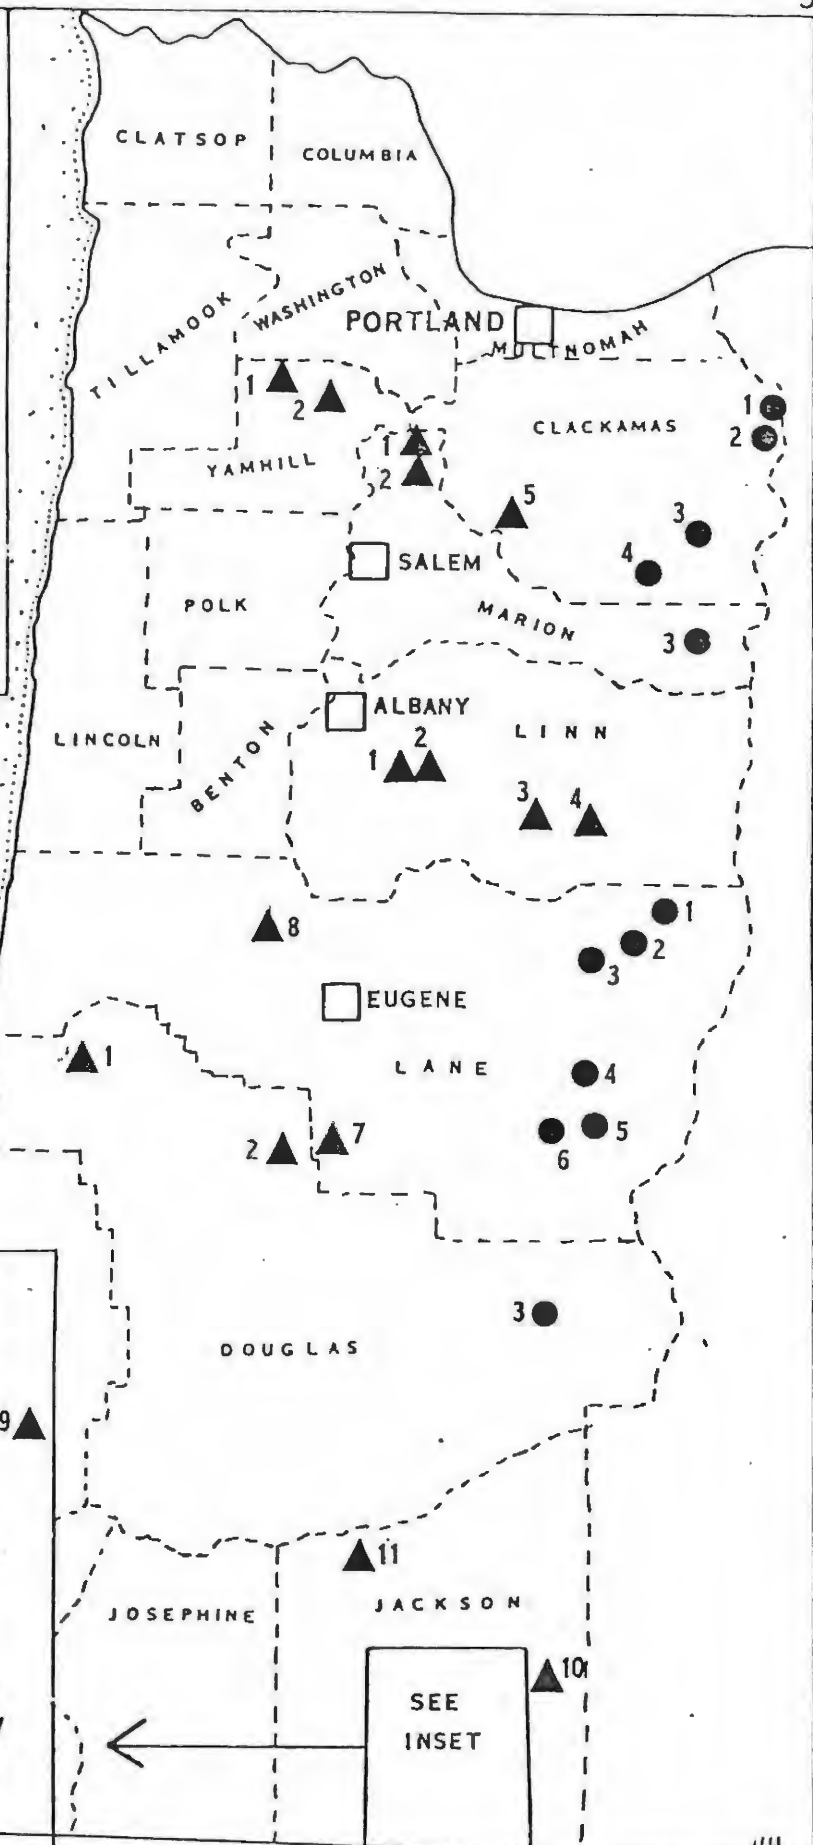 CLATSOP
COLUMBIA
TILLAMOOK
WASHINGTON
PORTLAND
MULTNOMAH
1
2
1
2
CLACKAMAS
1
2
YAMHILL
5
3
4
SALEM
POLK
MARION
3
ALBANY
LINCOLN
BENTON
LINN
1 2
3 4
1
2
3
8
EUGENE
1
LANE
4
2 7
5
6
3
DOUGLAS
9
11
JOSEPHINE
JACKSON
10
SEE
INSET